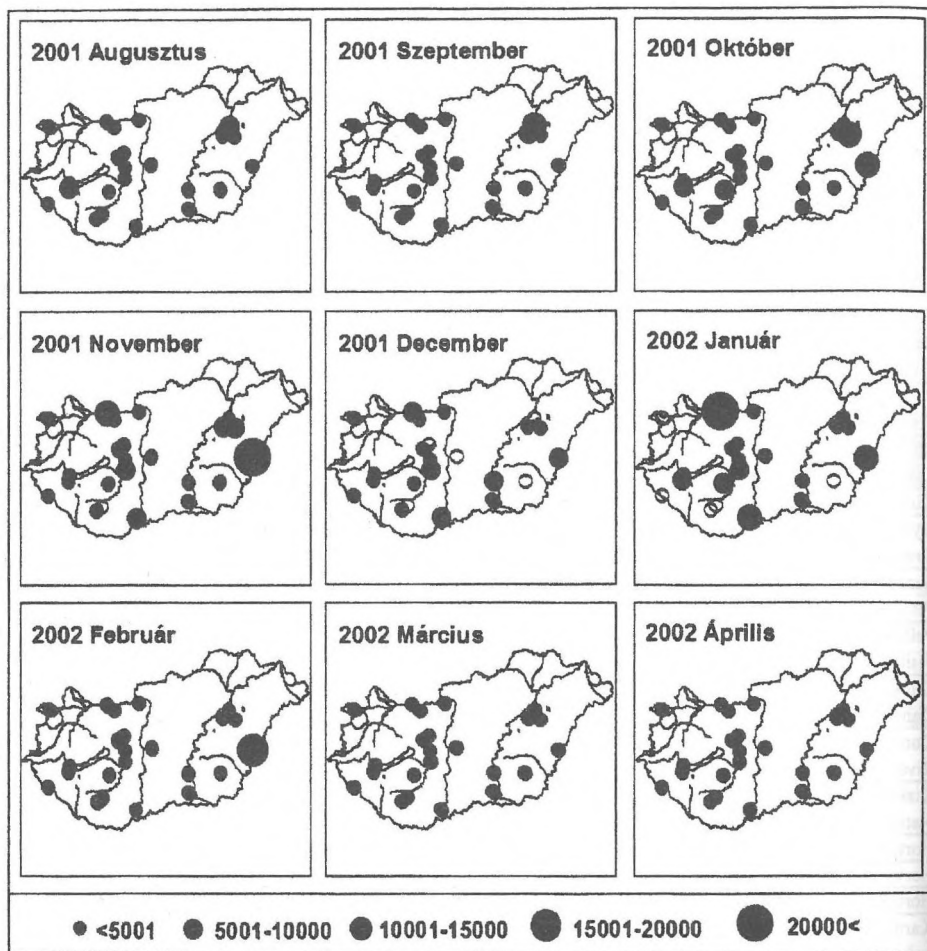 2001 Augusztus
2001 Szeptember
2001 Október
2001 November
2001 December
2002 Január
2002 Február
2002 Március
2002 Április
<5001 5001-10000 10001-15000 15001-20000 20000<